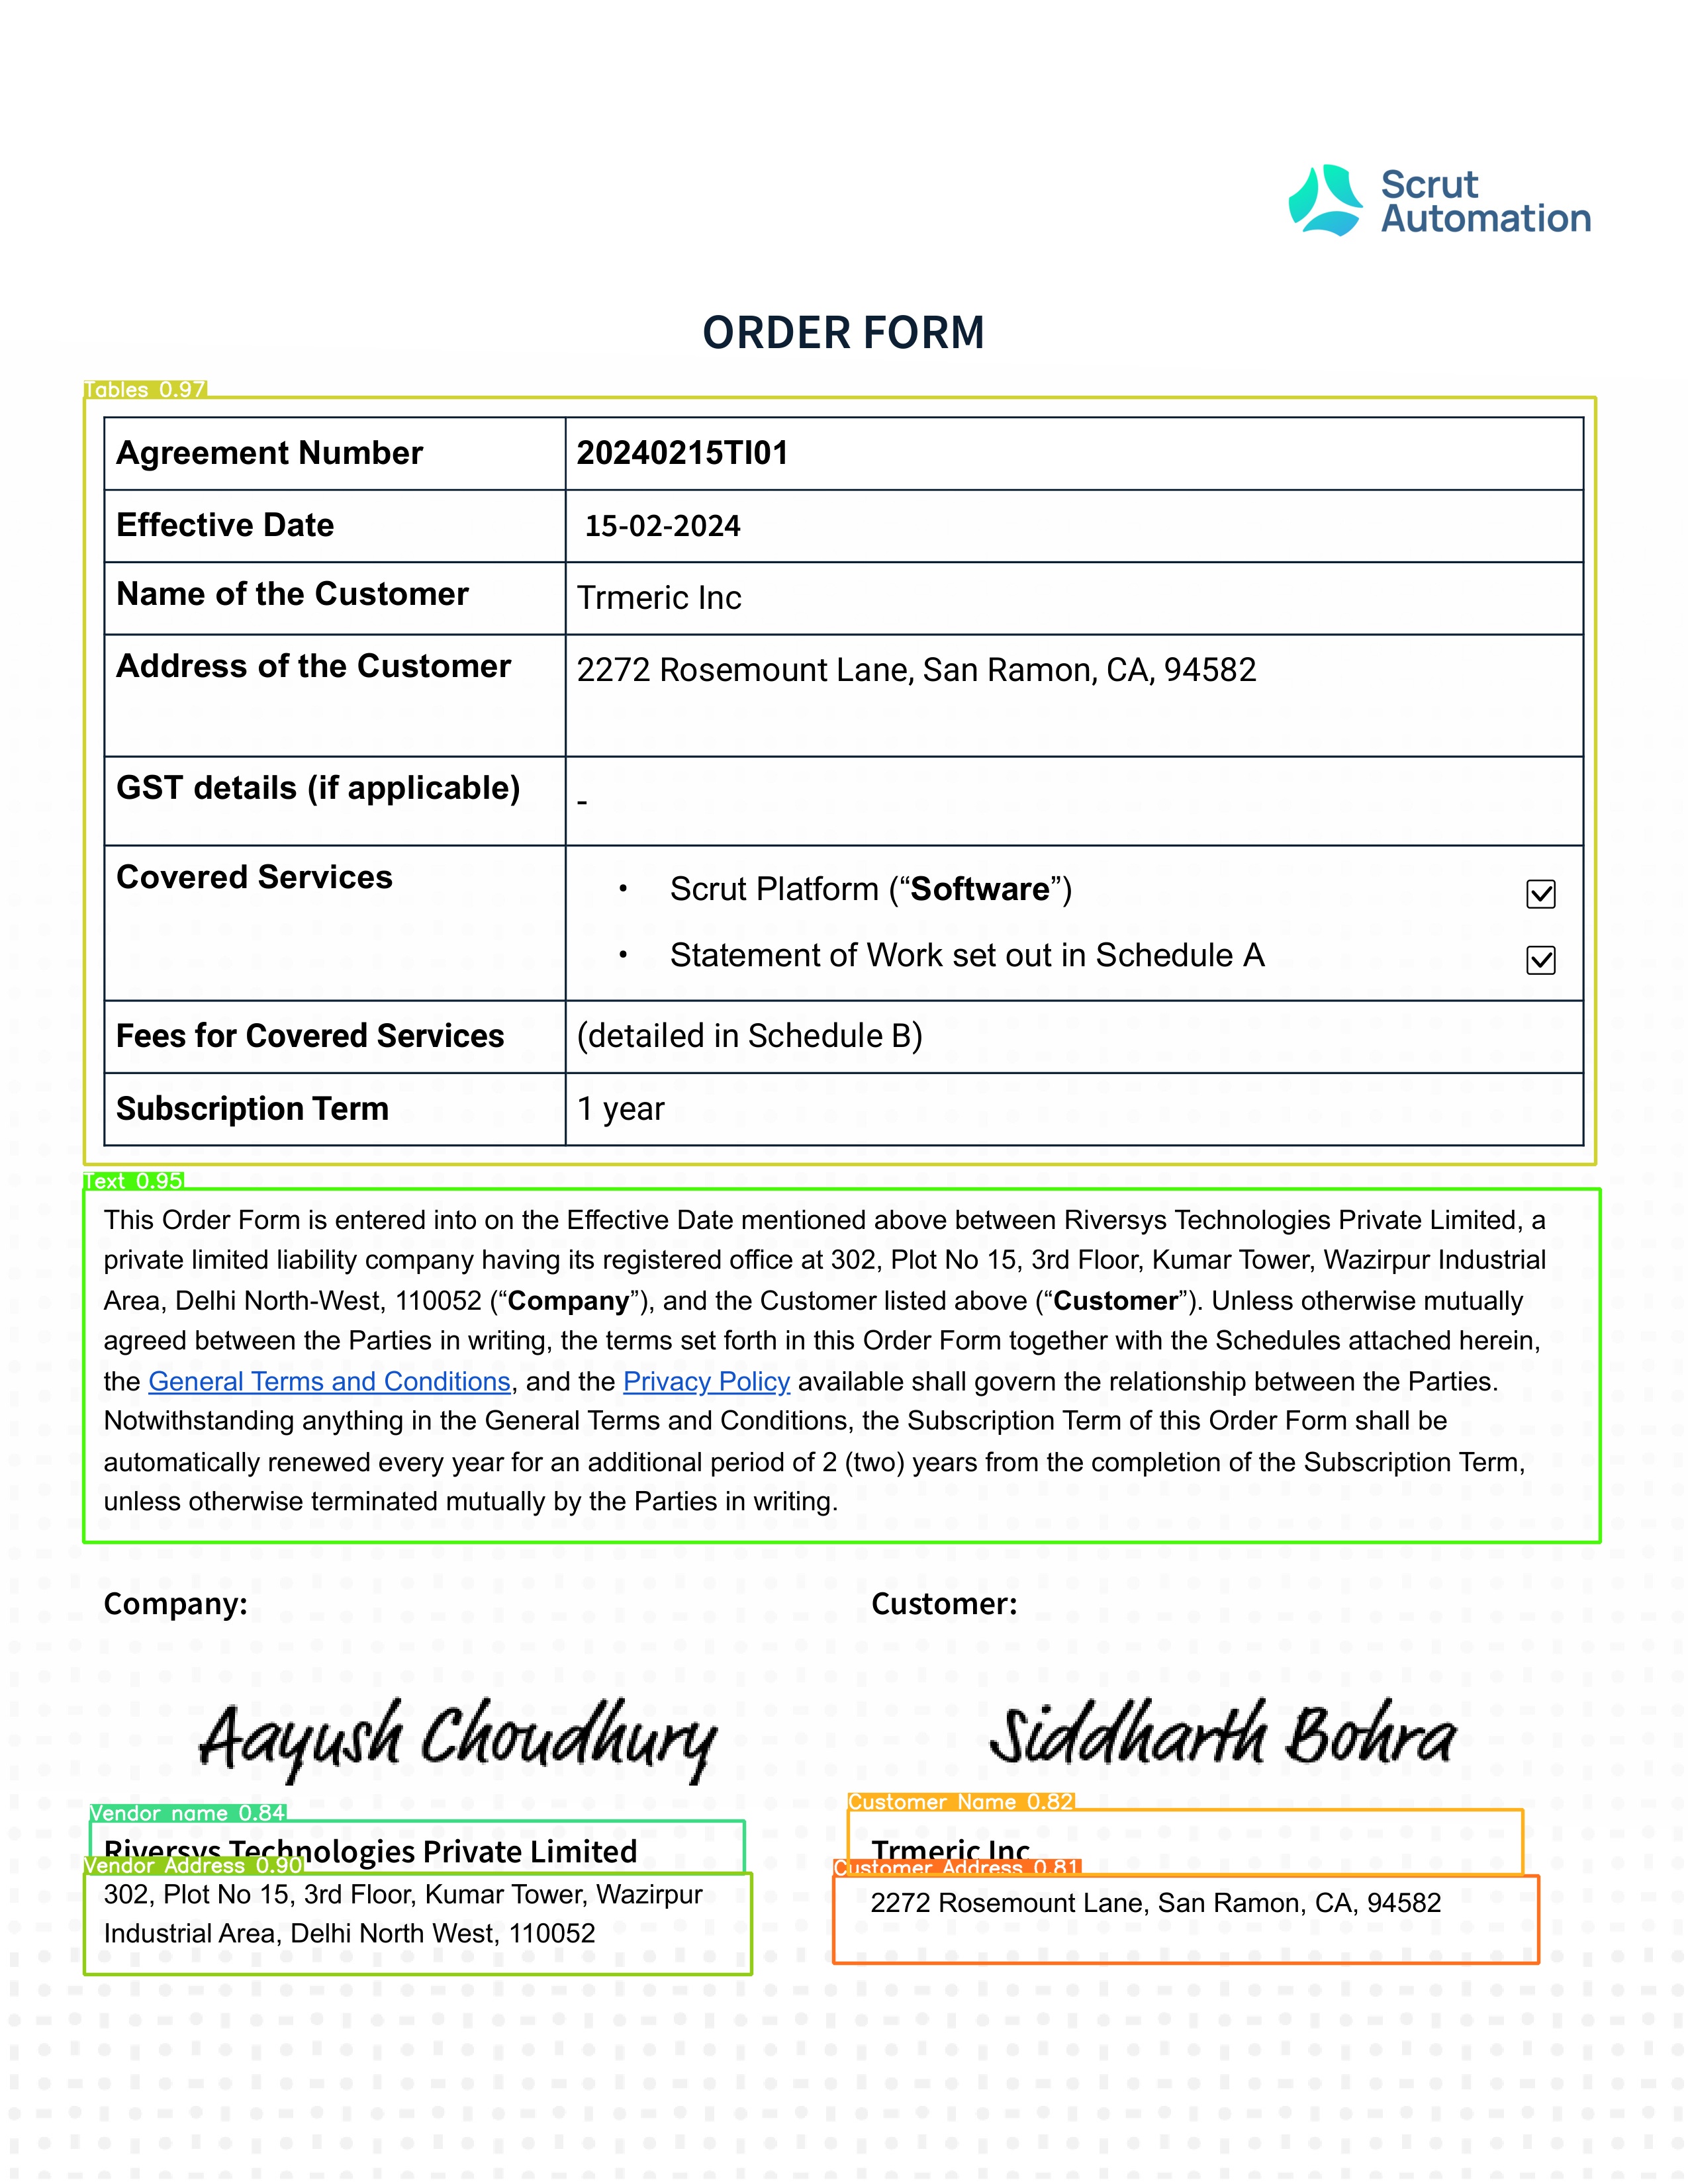 Scrut
Automation
ORDER FORM
Tables 0.97
Agreement Number 20240215TI01
Effective Date 15-02-2024
Name of the Customer Trmeric Inc
Address of the Customer 2272 Rosemount Lane, San Ramon, CA, 94582
GST details (if applicable) -
Covered Services • Scrut Platform (“Software”) ☑
• Statement of Work set out in Schedule A ☑
Fees for Covered Services (detailed in Schedule B)
Subscription Term 1 year
Text 0.95
This Order Form is entered into on the Effective Date mentioned above between Riversys Technologies Private Limited, a
private limited liability company having its registered office at 302, Plot No 15, 3rd Floor, Kumar Tower, Wazirpur Industrial
Area, Delhi North-West, 110052 (“Company”), and the Customer listed above (“Customer”). Unless otherwise mutually
agreed between the Parties in writing, the terms set forth in this Order Form together with the Schedules attached herein,
the General Terms and Conditions, and the Privacy Policy available shall govern the relationship between the Parties.
Notwithstanding anything in the General Terms and Conditions, the Subscription Term of this Order Form shall be
automatically renewed every year for an additional period of 2 (two) years from the completion of the Subscription Term,
unless otherwise terminated mutually by the Parties in writing.
Company: Customer:
Aayush Choudhury Siddharth Bohra
Vendor name 0.84 Customer Name 0.82
Riversys Technologies Private Limited Trmeric Inc
Vendor Address 0.90 Customer Address 0.81
302, Plot No 15, 3rd Floor, Kumar Tower, Wazirpur 2272 Rosemount Lane, San Ramon, CA, 94582
Industrial Area, Delhi North West, 110052